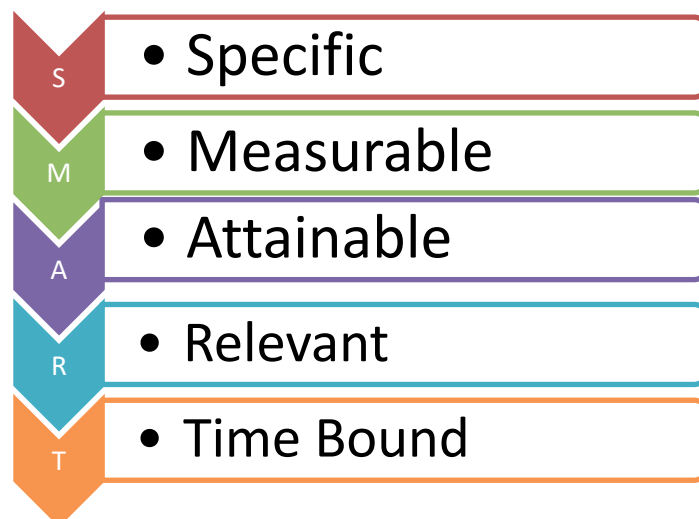 S
• Specific
M
• Measurable
A
• Attainable
R
• Relevant
T
• Time Bound